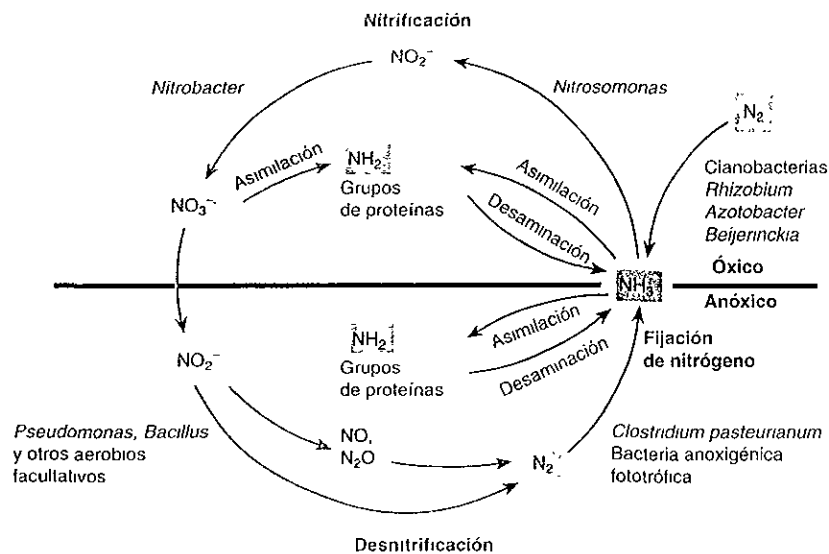 Nitrificación
NO₂⁻
Nitrobacter
Nitrosomonas
N₂
Asimilación
NH₂
Grupos
de proteínas
Asimilación
Desaminación
Cianobacterias
Rhizobium
Azotobacter
Beijerinckia
NO₃⁻
Óxico
NH₃
Anóxico
NO₂⁻
NH₂
Grupos
de proteínas
Asimilación
Desaminación
Fijación
de nitrógeno
Pseudomonas, Bacillus
y otros aerobios
facultativos
NO,
N₂O
N₂
Clostridium pasteurianum
Bacteria anoxigénica
fototrófica
Desnitrificación